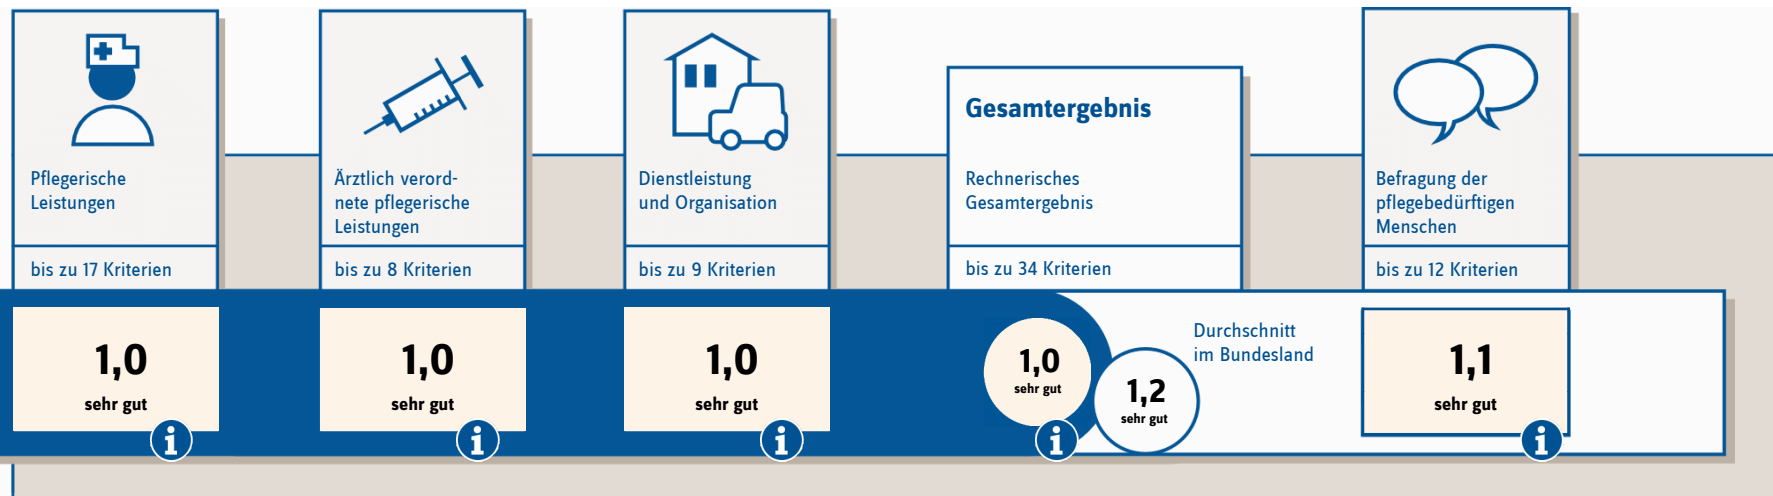 Pflegerische
Leistungen
bis zu 17 Kriterien
1,0
sehr gut
i
Ärztlich verord-
nete pflegerische
Leistungen
bis zu 8 Kriterien
1,0
sehr gut
i
Dienstleistung
und Organisation
bis zu 9 Kriterien
1,0
sehr gut
i
Gesamtergebnis
Rechnerisches
Gesamtergebnis
bis zu 34 Kriterien
1,0
sehr gut
i
1,2
sehr gut
Durchschnitt
im Bundesland
Befragung der
pflegebedürftigen
Menschen
bis zu 12 Kriterien
1,1
sehr gut
i